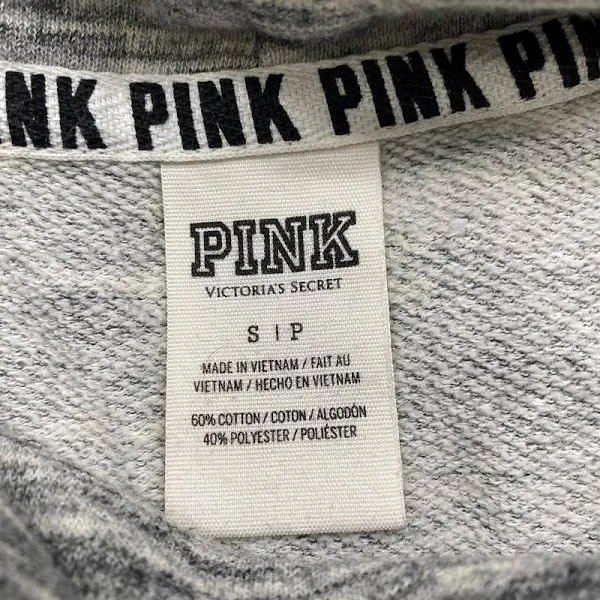 PINK PINK PINK PINK
PINK
VICTORIA'S SECRET
S | P
MADE IN VIETNAM / FAIT AU
VIETNAM / HECHO EN VIETNAM
60% COTTON / COTON / ALGODÓN
40% POLYESTER / POLIÉSTER